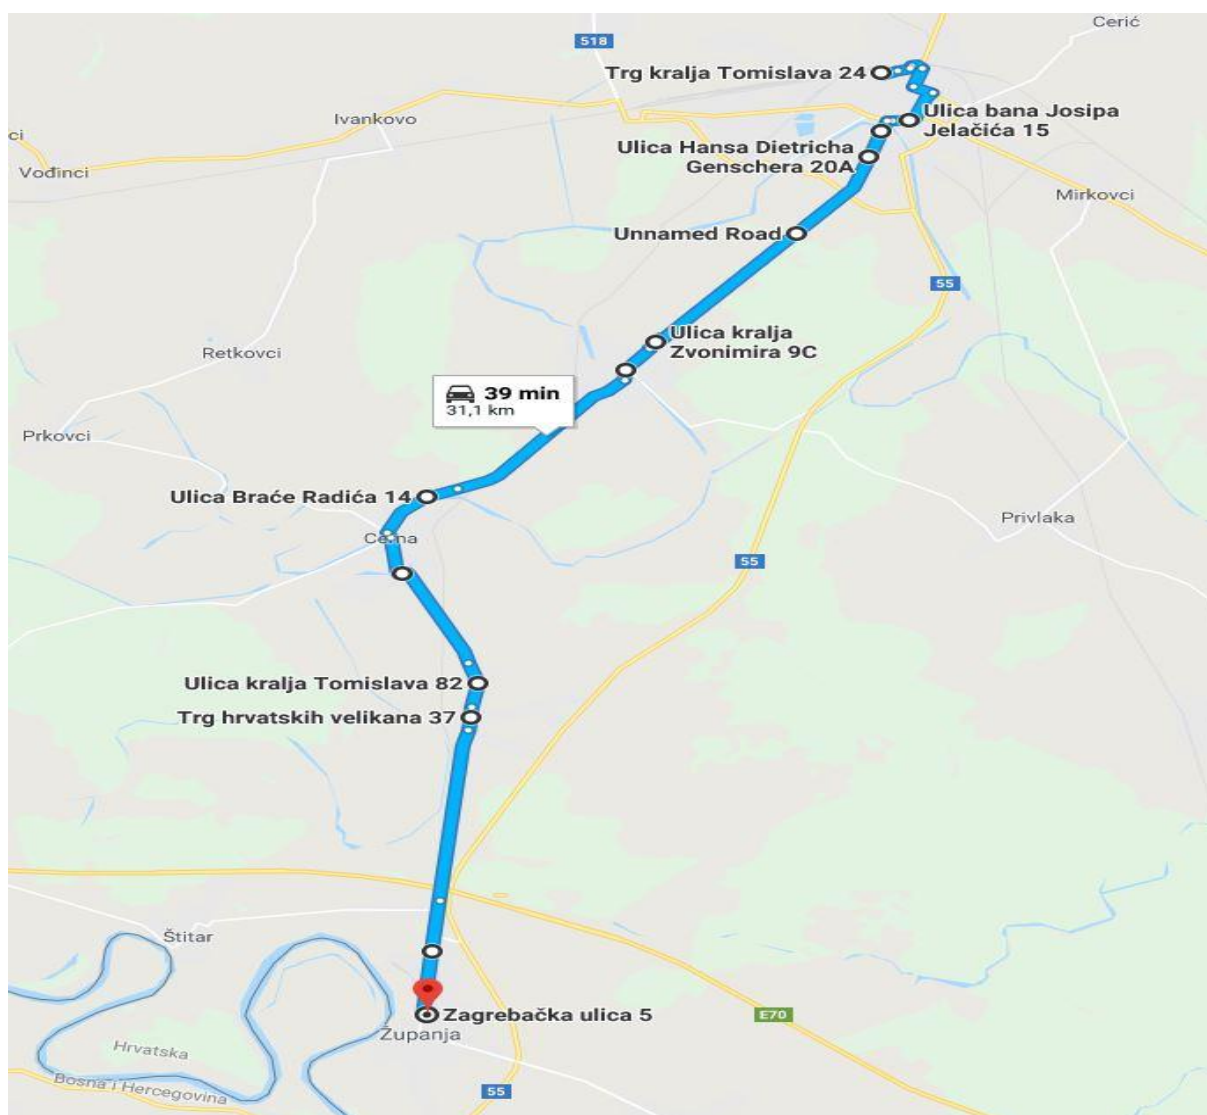 Cerić
518
Trg kralja Tomislava 24
Ivankovo
Ulica bana Josipa
Jelačića 15
ci
Ulica Hansa Dietricha
Genschera 20A
Vođinci
Mirkovci
Unnamed Road
55
Ulica kralja
Zvonimira 9C
Retkovci
39 min
31,1 km
Prkovci
Ulica Braće Radića 14
Privlaka
Cerna
55
Ulica kralja Tomislava 82
Trg hrvatskih velikana 37
Štitar
Zagrebačka ulica 5
E70
Županja
Hrvatska
Bosna i Hercegovina
55